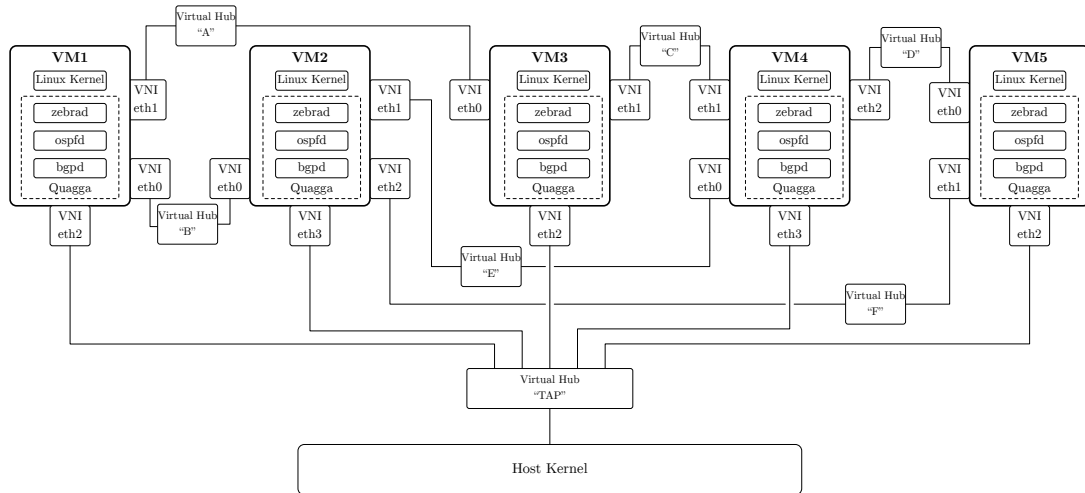 Virtual Hub
“A”
Virtual Hub
“C”
Virtual Hub
“D”
VM1
Linux Kernel
zebrad
ospfd
bgpd
Quagga
VNI
eth1
VNI
eth0
VNI
eth2
Virtual Hub
“B”
VM2
Linux Kernel
zebrad
ospfd
bgpd
Quagga
VNI
eth0
VNI
eth1
VNI
eth2
VNI
eth3
VM3
Linux Kernel
zebrad
ospfd
bgpd
Quagga
VNI
eth0
VNI
eth1
VNI
eth2
VM4
Linux Kernel
zebrad
ospfd
bgpd
Quagga
VNI
eth1
VNI
eth0
VNI
eth2
VNI
eth3
VM5
Linux Kernel
zebrad
ospfd
bgpd
Quagga
VNI
eth0
VNI
eth1
VNI
eth2
Virtual Hub
“E”
Virtual Hub
“F”
Virtual Hub
“TAP”
Host Kernel